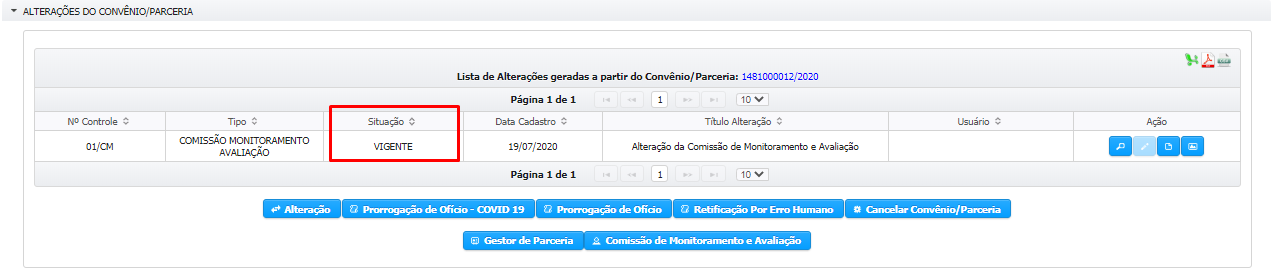 ALTERAÇÕES DO CONVÊNIO/PARCERIA
Lista de Alterações geradas a partir do Convênio/Parceria: 1481000012/2020
Página 1 de 1 1 10
Nº Controle Tipo Situação Data Cadastro Título Alteração Usuário Ação
01/CM COMISSÃO MONITORAMENTO AVALIAÇÃO VIGENTE 19/07/2020 Alteração da Comissão de Monitoramento e Avaliação
Página 1 de 1 1 10
Alteração Prorrogação de Ofício - COVID 19 Prorrogação de Ofício Retificação Por Erro Humano Cancelar Convênio/Parceria
Gestor de Parceria Comissão de Monitoramento e Avaliação